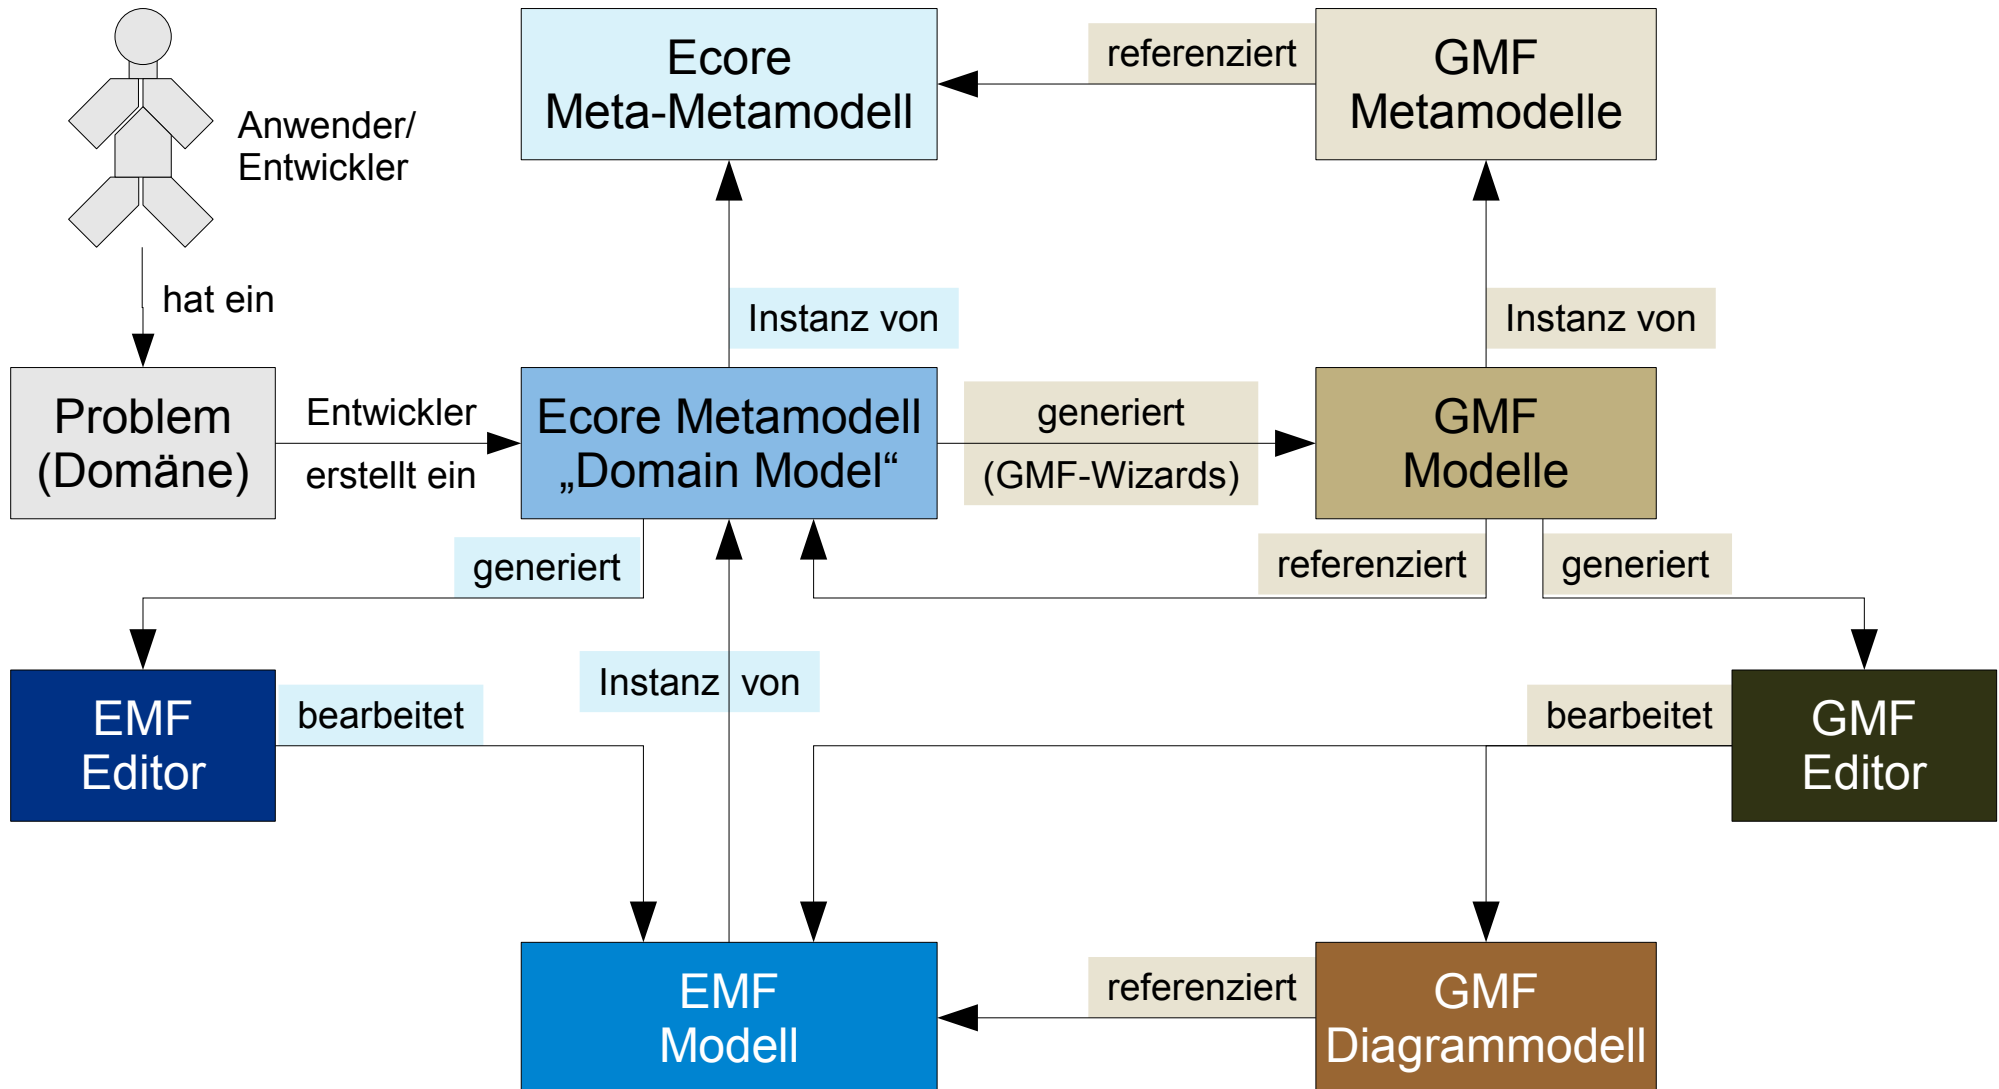 Ecore
Meta-Metamodell
referenziert
GMF
Metamodelle
Anwender/
Entwickler
hat ein
Instanz von
Instanz von
Problem
(Domäne)
Entwickler
erstellt ein
Ecore Metamodell
„Domain Model“
generiert
(GMF-Wizards)
GMF
Modelle
generiert
referenziert
generiert
Instanz von
EMF
Editor
bearbeitet
bearbeitet
GMF
Editor
EMF
Modell
referenziert
GMF
Diagrammodell